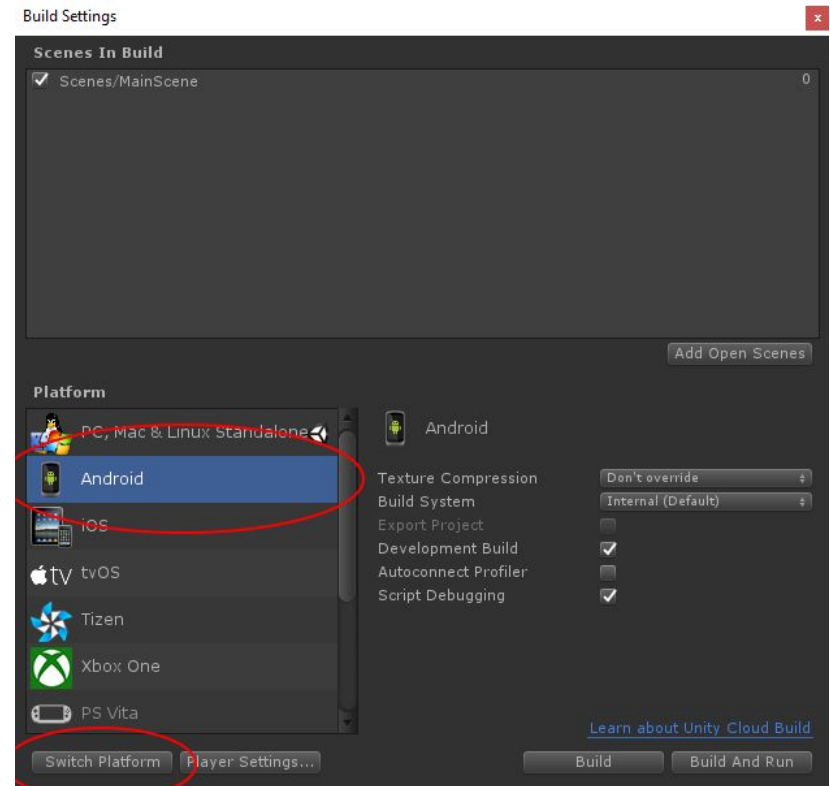 Build Settings
x
Scenes In Build
Scenes/MainScene 0
Add Open Scenes
Platform
PC, Mac & Linux Standalone
Android
iOS
tv tvOS
Tizen
Xbox One
PS Vita
Android
Texture Compression Don't override
Build System Internal (Default)
Export Project
Development Build
Autoconnect Profiler
Script Debugging
Learn about Unity Cloud Build
Switch Platform Player Settings... Build Build And Run